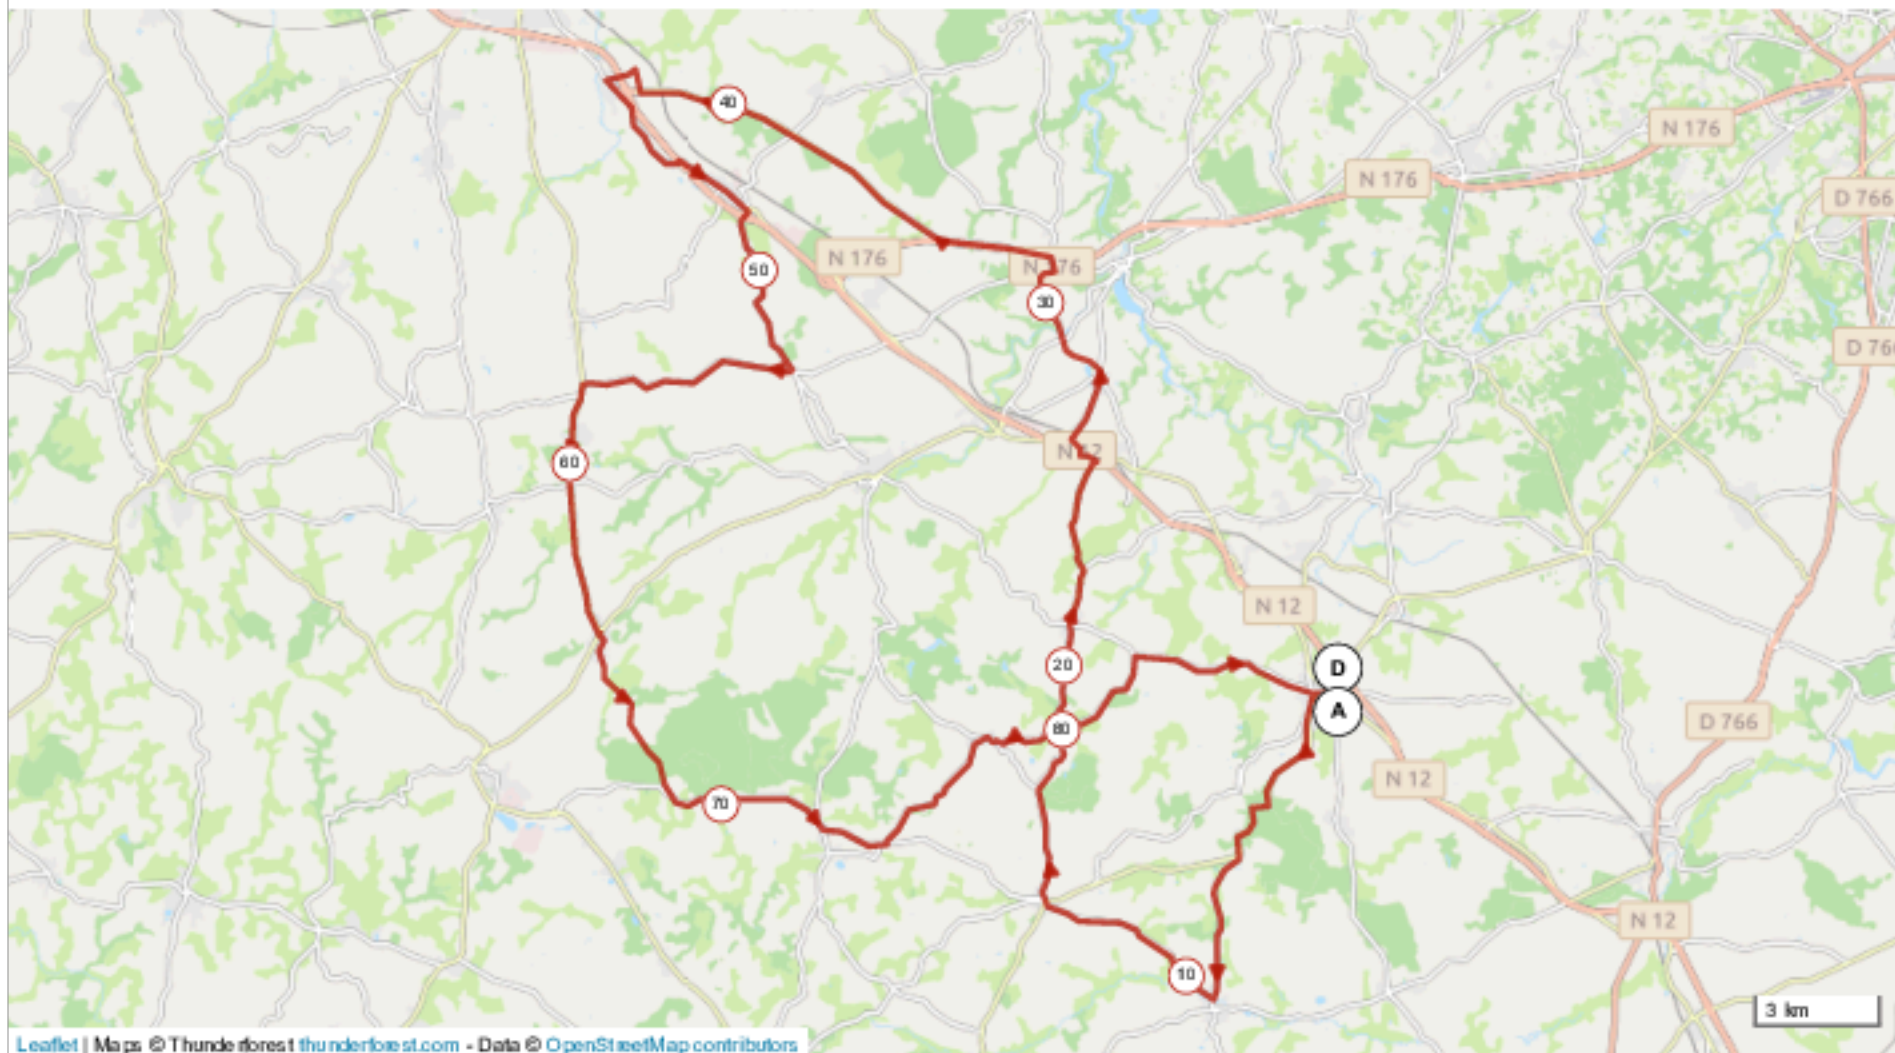 40
N 176
N 176
D 766
N 176
N 176
50
30
D 76
60
N 12
N 12
20
D
A
80
D 766
N 12
70
N 12
10
3 km
Leaflet | Maps © Thunderforest thunderforest.com - Data © OpenStreetMap contributors